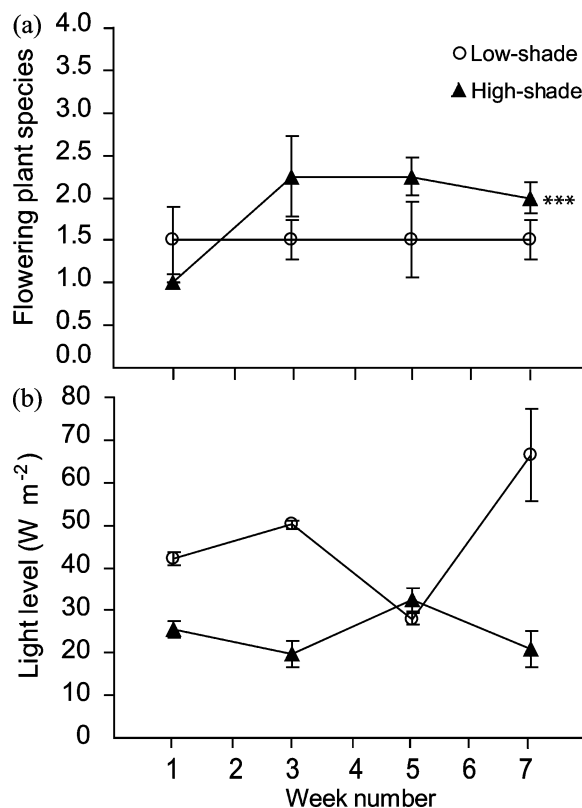 (a)
Flowering plant species
4.0
3.5
3.0
2.5
2.0
1.5
1.0
0.5
0.0
Low-shade
High-shade
***
(b)
Light level (W m-2)
80
70
60
50
40
30
20
10
0
1 2 3 4 5 6 7
Week number